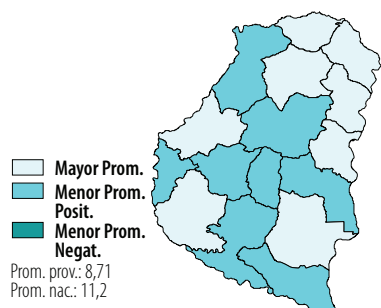 Mayor Prom.
Menor Prom.
Posit.
Menor Prom.
Negat.
Prom. prov.: 8,71
Prom. nac.: 11,2